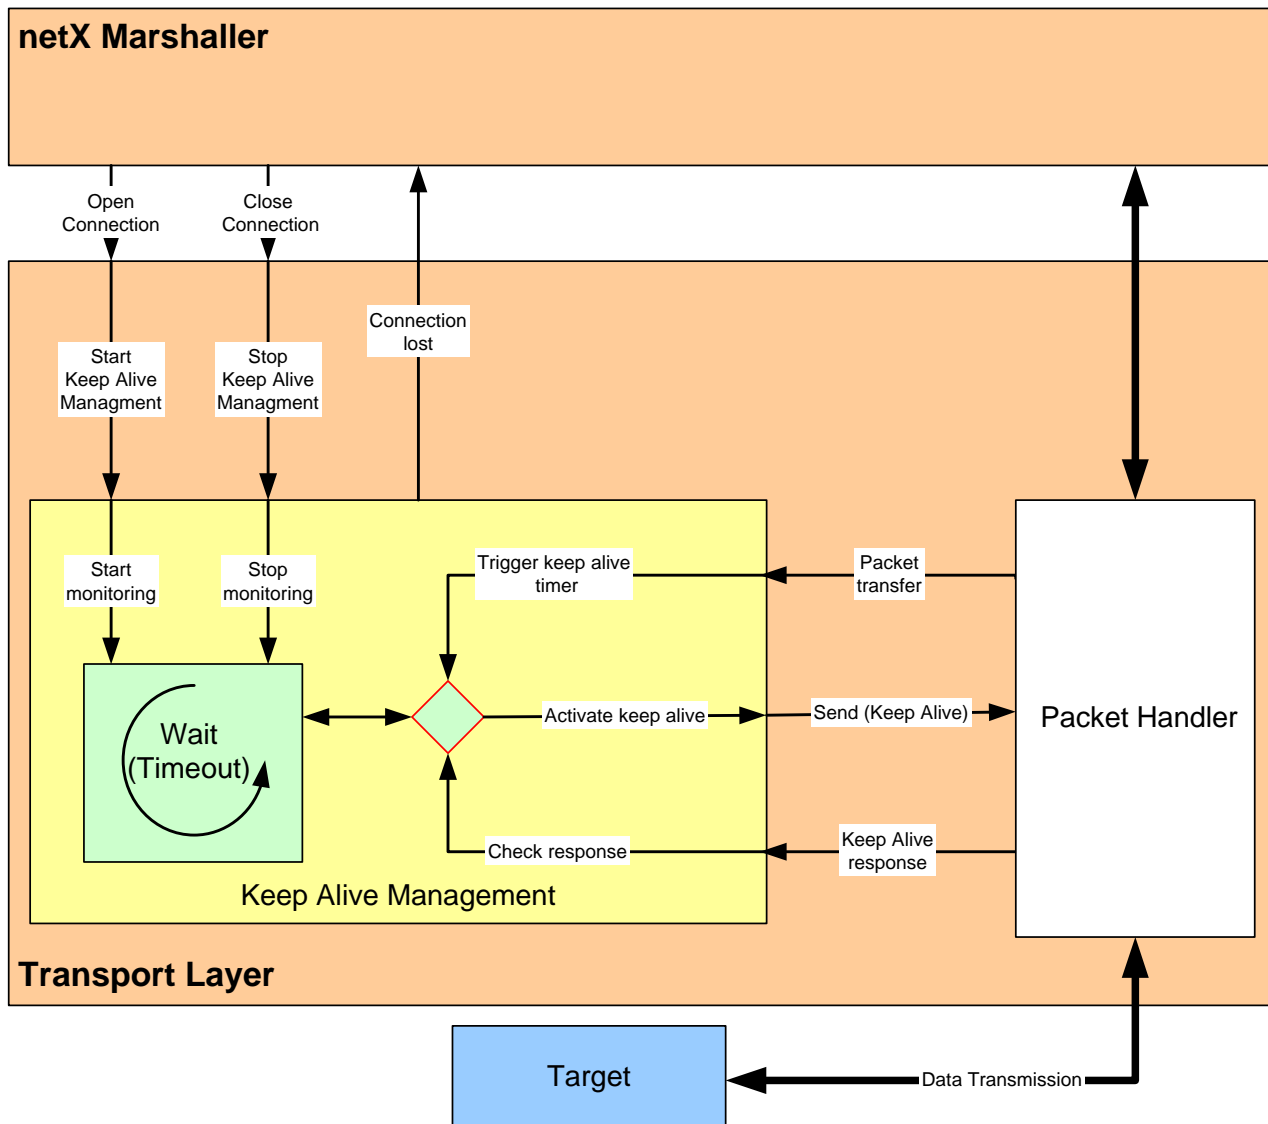 netX Marshaller
Open
Connection
Close
Connection
Connection
lost
Start
Keep Alive
Managment
Stop
Keep Alive
Managment
Start
monitoring
Stop
monitoring
Trigger keep alive
timer
Packet
transfer
Wait
(Timeout)
Activate keep alive
Send (Keep Alive)
Packet Handler
Check response
Keep Alive
response
Keep Alive Management
Transport Layer
Target
Data Transmission